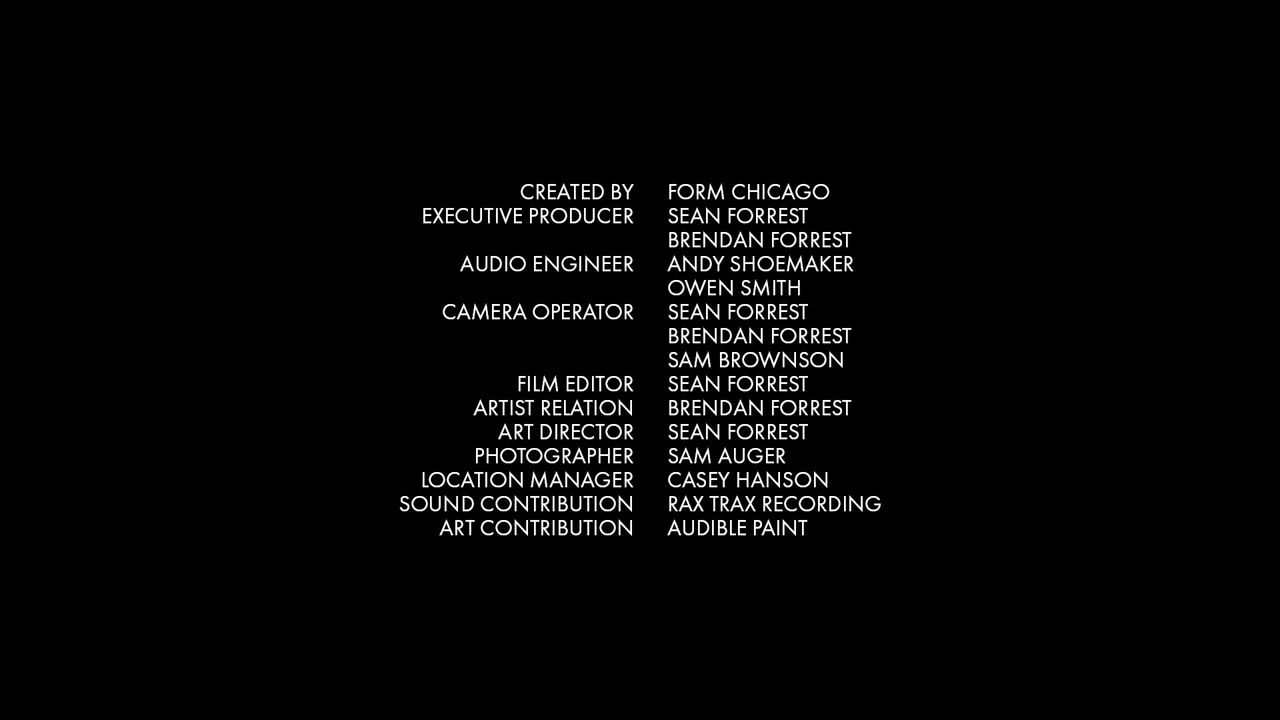 CREATED BY FORM CHICAGO
EXECUTIVE PRODUCER SEAN FORREST
BRENDAN FORREST
AUDIO ENGINEER ANDY SHOEMAKER
OWEN SMITH
CAMERA OPERATOR SEAN FORREST
BRENDAN FORREST
SAM BROWNSON
FILM EDITOR SEAN FORREST
ARTIST RELATION BRENDAN FORREST
ART DIRECTOR SEAN FORREST
PHOTOGRAPHER SAM AUGER
LOCATION MANAGER CASEY HANSON
SOUND CONTRIBUTION RAX TRAX RECORDING
ART CONTRIBUTION AUDIBLE PAINT